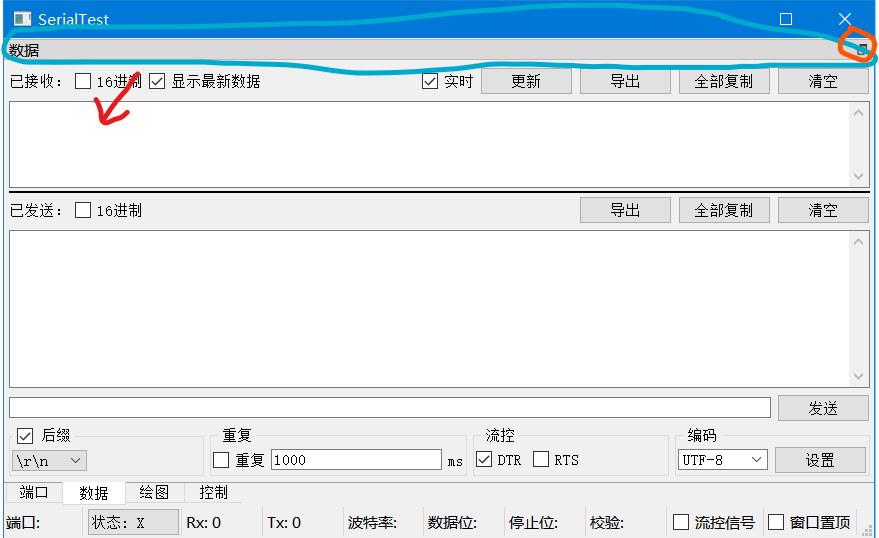 SerialTest
数据
已接收： 16进制 显示最新数据 实时 更新 导出 全部复制 清空
已发送： 16进制 导出 全部复制 清空
发送
后缀 重复 流控 编码
\r\n 重复 1000 ms DTR RTS UTF-8 设置
端口 数据 绘图 控制
端口: 状态: X Rx: 0 Tx: 0 波特率: 数据位: 停止位: 校验: 流控信号 窗口置顶